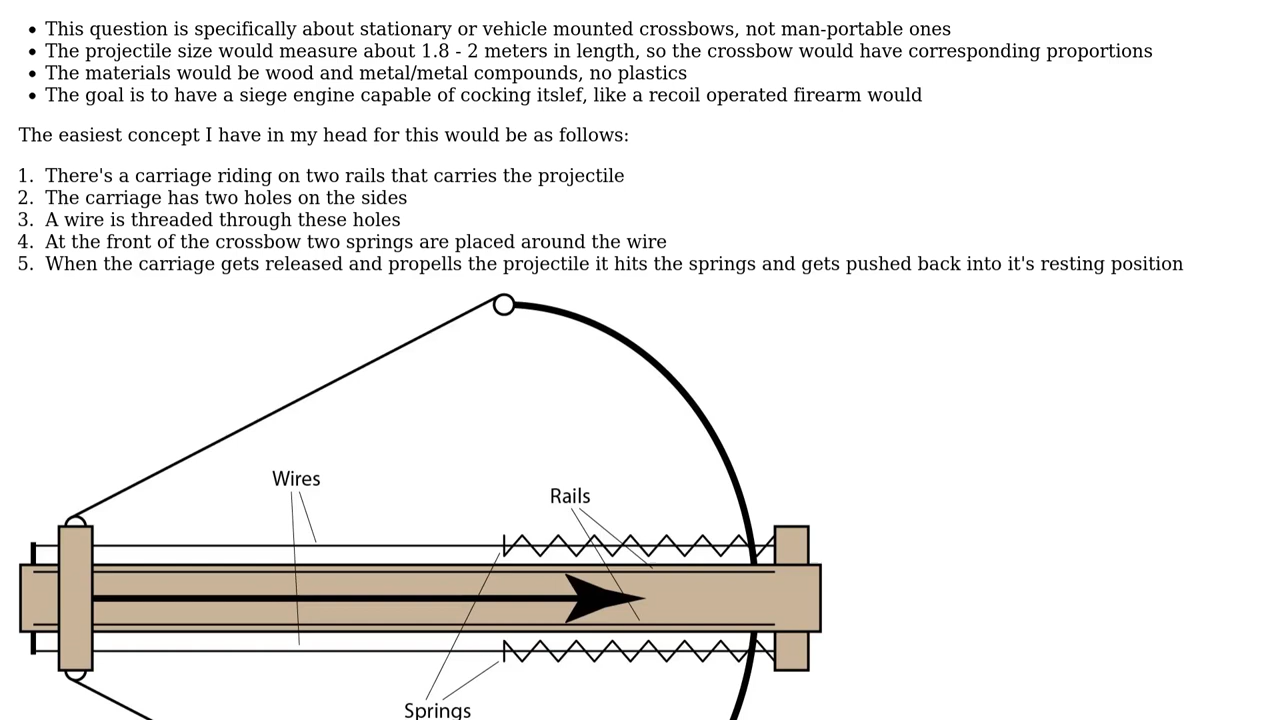 • This question is specifically about stationary or vehicle mounted crossbows, not man-portable ones
• The projectile size would measure about 1.8 - 2 meters in length, so the crossbow would have corresponding proportions
• The materials would be wood and metal/metal compounds, no plastics
• The goal is to have a siege engine capable of cocking itslef, like a recoil operated firearm would
The easiest concept I have in my head for this would be as follows:
1. There's a carriage riding on two rails that carries the projectile
2. The carriage has two holes on the sides
3. A wire is threaded through these holes
4. At the front of the crossbow two springs are placed around the wire
5. When the carriage gets released and propells the projectile it hits the springs and gets pushed back into it's resting position
Wires
Rails
Springs